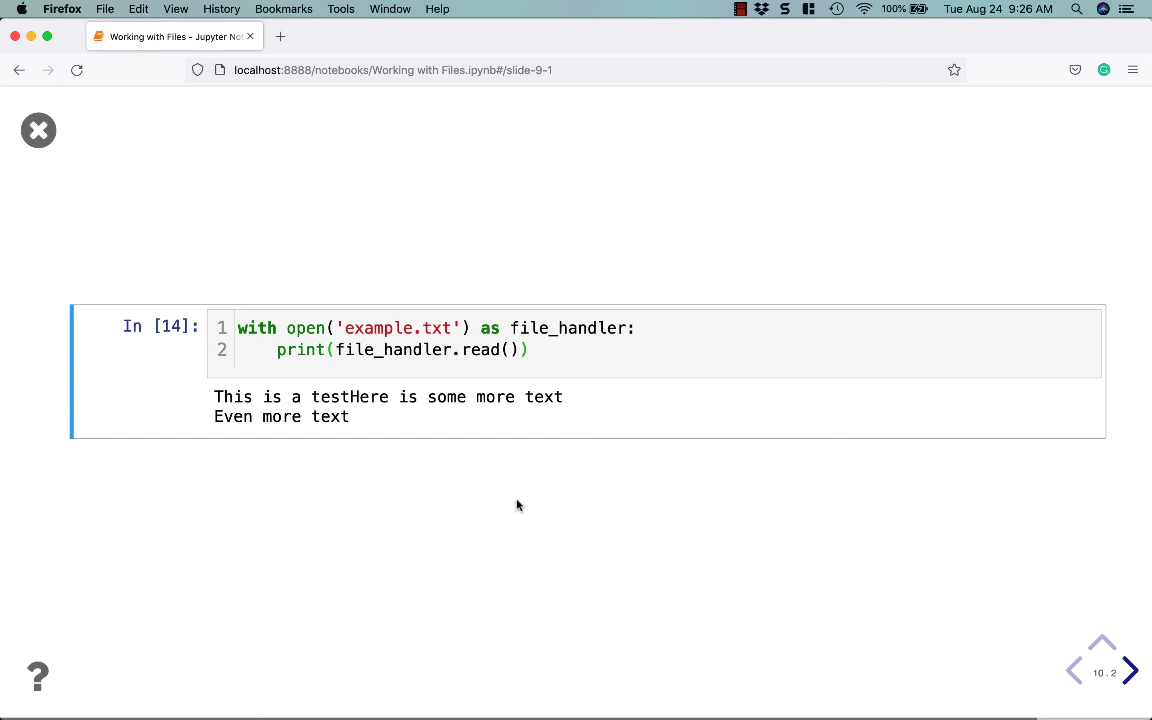 Firefox File Edit View History Bookmarks Tools Window Help 100% Tue Aug 24 9:26 AM
Working with Files - Jupyter Not
localhost:8888/notebooks/Working with Files.ipynb#/slide-9-1
In [14]: 1 with open('example.txt') as file_handler:
2 print(file_handler.read())
This is a testHere is some more text
Even more text
?
10.2